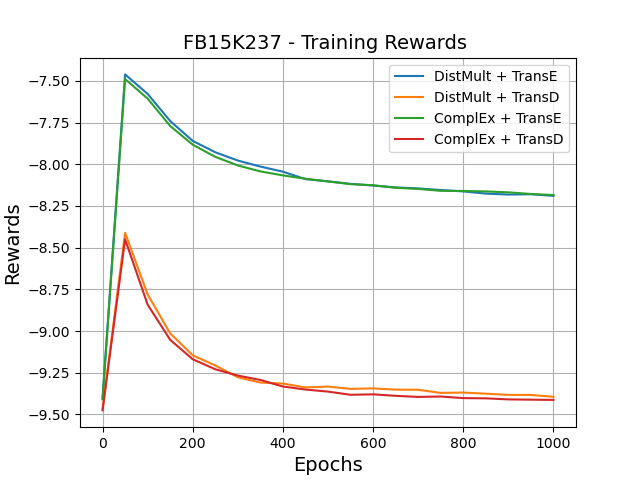 FB15K237 - Training Rewards
DistMult + TransE
DistMult + TransD
ComplEx + TransE
ComplEx + TransD
Rewards
−7.50
−7.75
−8.00
−8.25
−8.50
−8.75
−9.00
−9.25
−9.50
0 200 400 600 800 1000
Epochs